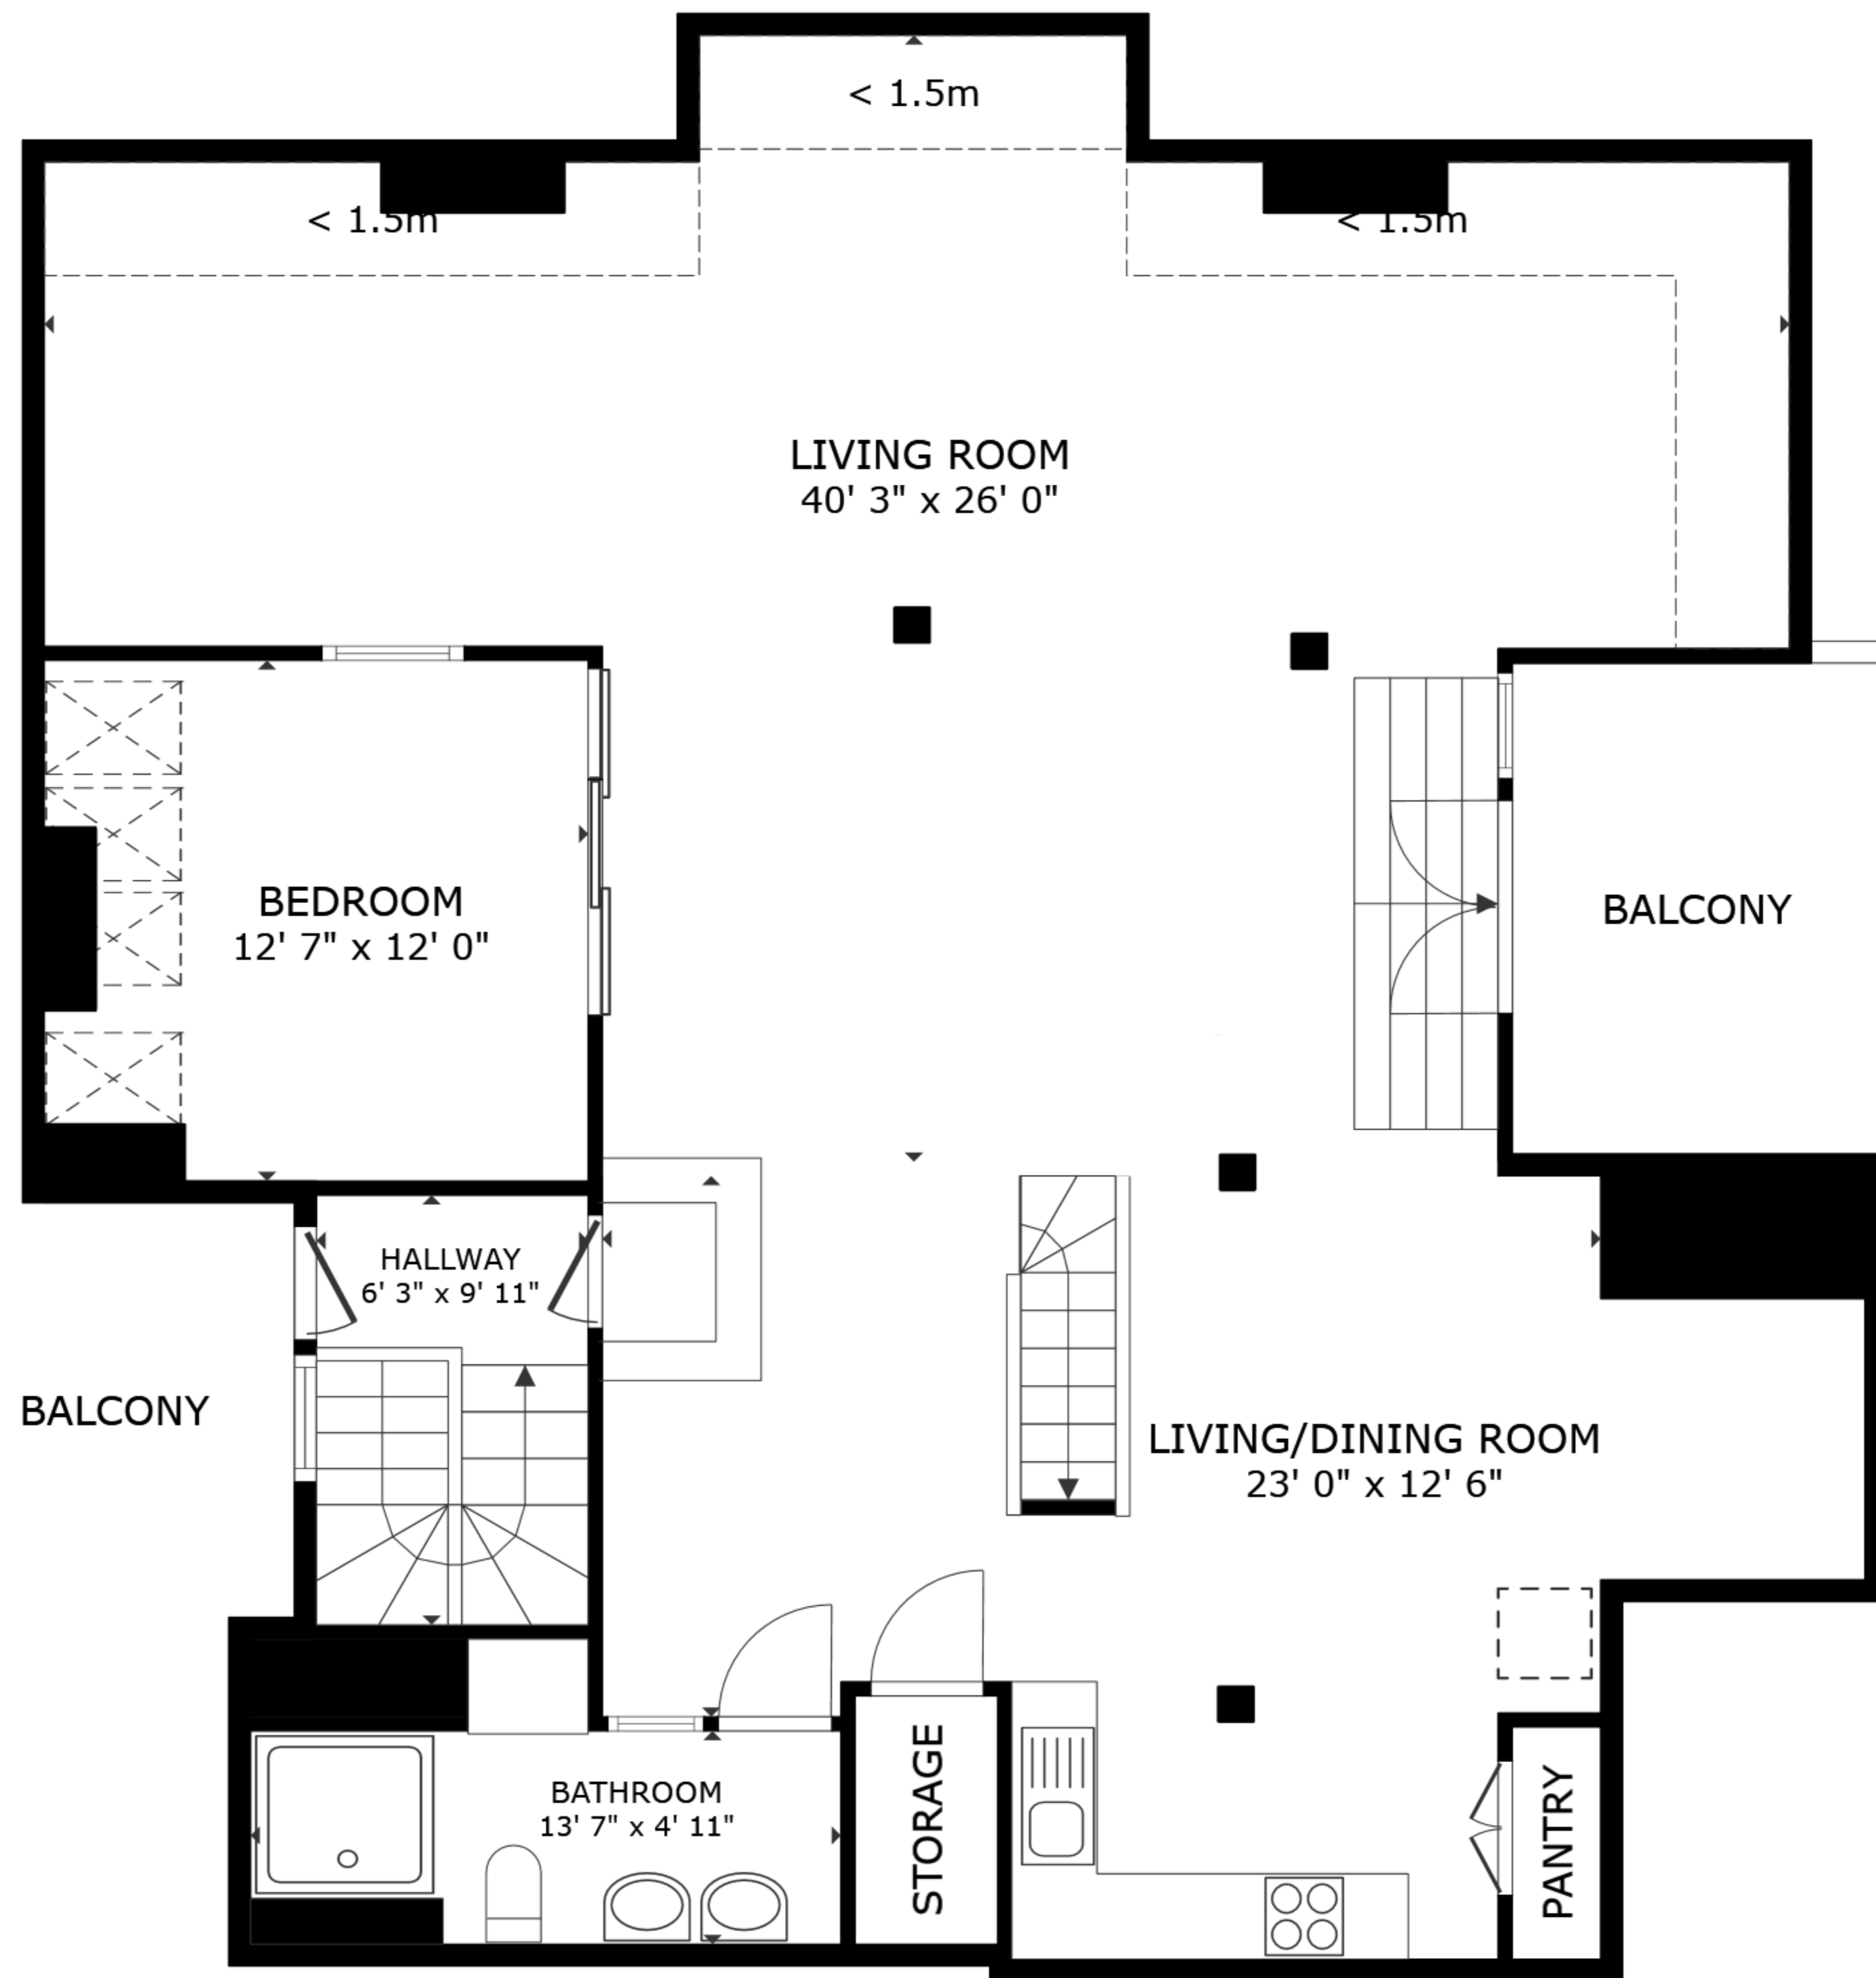 < 1.5m
< 1.5m
< 1.5m
LIVING ROOM
40' 3" x 26' 0"
BEDROOM
12' 7" x 12' 0"
BALCONY
HALLWAY
6' 3" x 9' 11"
BALCONY
LIVING/DINING ROOM
23' 0" x 12' 6"
BATHROOM
13' 7" x 4' 11"
STORAGE
PANTRY